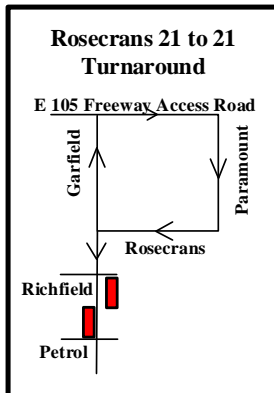 Rosecrans 21 to 21
Turnaround
E 105 Freeway Access Road
Garfield
Paramount
Rosecrans
Richfield
Petrol